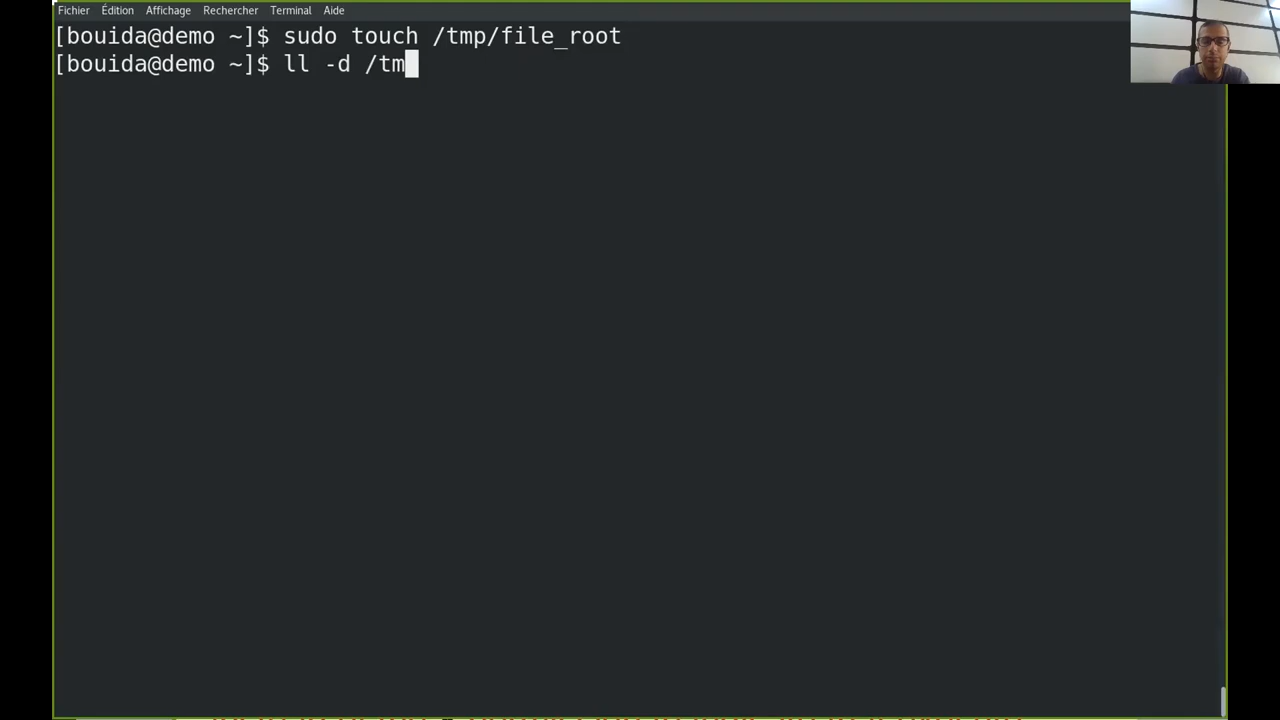 Fichier Édition Affichage Rechercher Terminal Aide
[bouida@demo ~]$ sudo touch /tmp/file_root
[bouida@demo ~]$ ll -d /tm